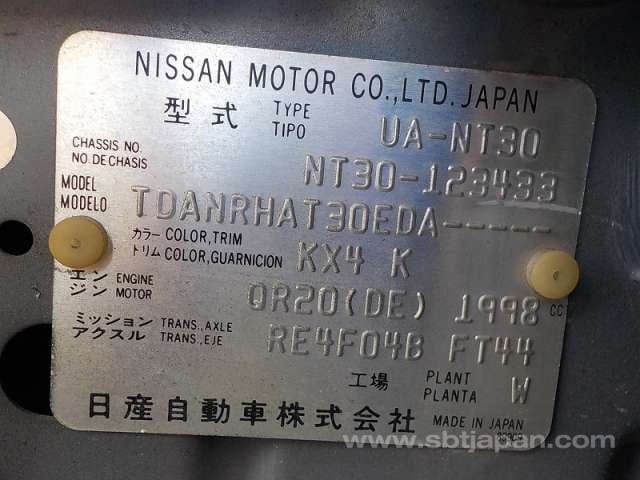 NISSAN MOTOR CO.,LTD. JAPAN
型式 TYPE TIPO UA-NT30
CHASSIS NO. NO DE CHASIS NT30-123433
MODEL MODELO TDANRHAT30EDA-----
カラー COLOR,TRIM
トリム COLOR,GUARNICION KX4 K
エンジン ENGINE MOTOR QR20(DE) 1998 CC
ミッション TRANS.,AXLE
アクスル TRANS.,EJE RE4F04B FT44
工場 PLANT PLANTA W
日産自動車株式会社 MADE IN JAPAN
www.sbtjapan.com